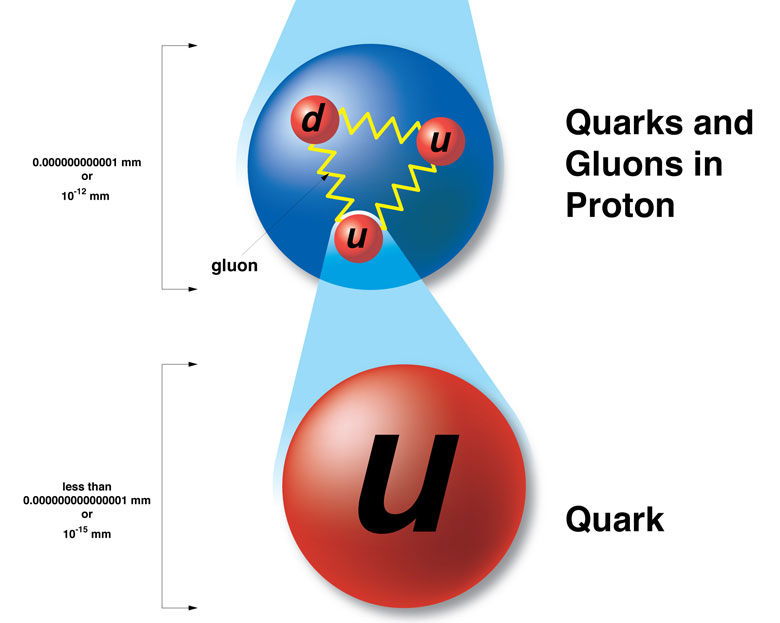 0.000000000001 mm
or
10⁻¹² mm
d
u
u
gluon
Quarks and
Gluons in
Proton
less than
0.000000000000001 mm
or
10⁻¹⁵ mm
u
Quark